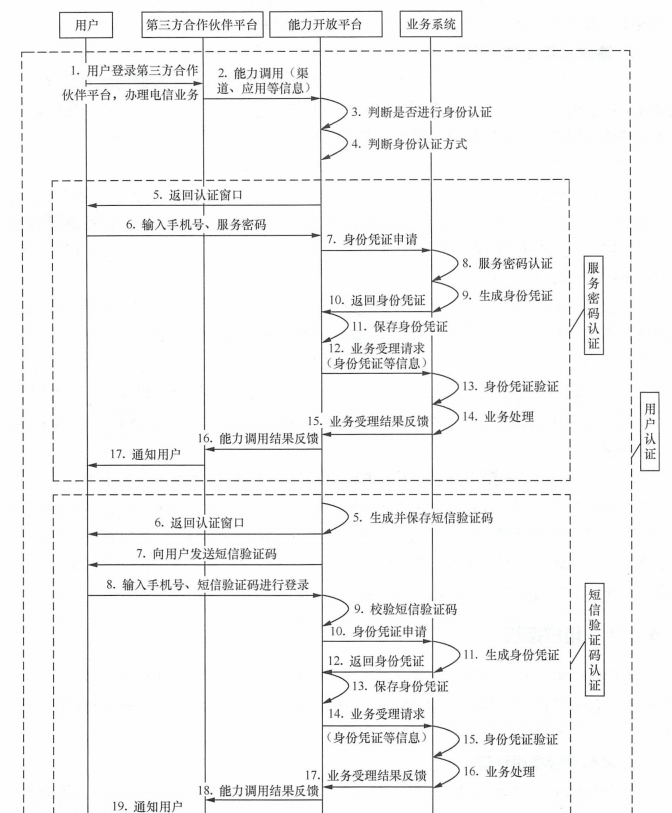 用户
第三方合作伙伴平台
能力开放平台
业务系统
1. 用户登录第三方合作
伙伴平台，办理电信业务
2. 能力调用（渠
道、应用等信息）
3. 判断是否进行身份认证
4. 判断身份认证方式
5. 返回认证窗口
6. 输入手机号、服务密码
7. 身份凭证申请
8. 服务密码认证
9. 生成身份凭证
10. 返回身份凭证
11. 保存身份凭证
12. 业务受理请求
（身份凭证等信息）
13. 身份凭证验证
14. 业务处理
15. 业务受理结果反馈
16. 能力调用结果反馈
17. 通知用户
服务密码认证
用户认证
5. 生成并保存短信验证码
6. 返回认证窗口
7. 向用户发送短信验证码
8. 输入手机号、短信验证码进行登录
9. 校验短信验证码
10. 身份凭证申请
11. 生成身份凭证
12. 返回身份凭证
13. 保存身份凭证
14. 业务受理请求
（身份凭证等信息）
15. 身份凭证验证
16. 业务处理
17. 业务受理结果反馈
18. 能力调用结果反馈
19. 通知用户
短信验证码认证